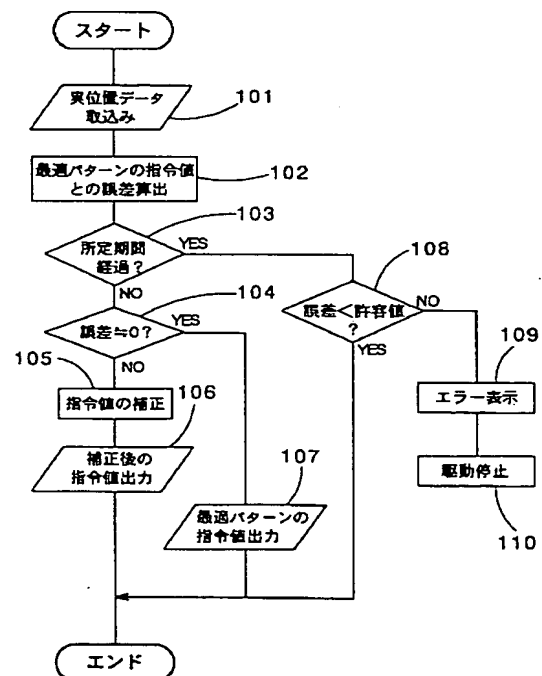 スタート
実位置データ
取込み
101
最適パターンの指令値
との誤差算出
102
所定期間
経過?
103
YES
NO
誤差≒0?
104
YES
NO
105
指令値の補正
106
補正後の
指令値出力
107
最適パターンの
指令値出力
108
誤差<許容値
?
NO
YES
109
エラー表示
駆動停止
110
エンド